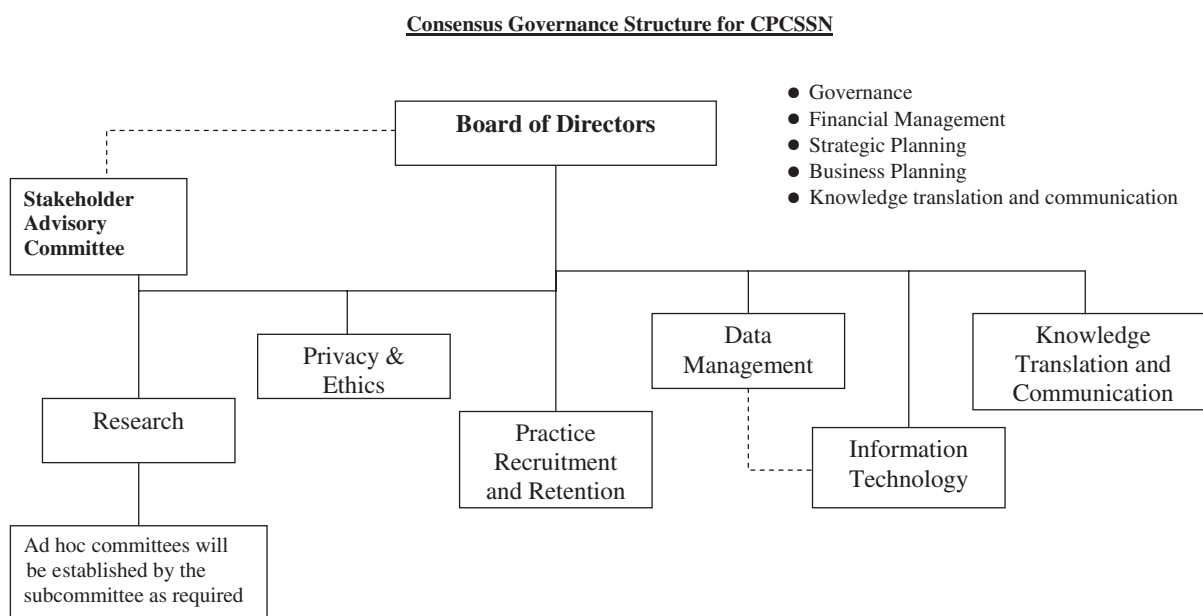 Consensus Governance Structure for CPCSSN
Board of Directors
● Governance
● Financial Management
● Strategic Planning
● Business Planning
● Knowledge translation and communication
Stakeholder
Advisory
Committee
Privacy &
Ethics
Data
Management
Knowledge
Translation and
Communication
Research
Practice
Recruitment
and Retention
Information
Technology
Ad hoc committees will
be established by the
subcommittee as required